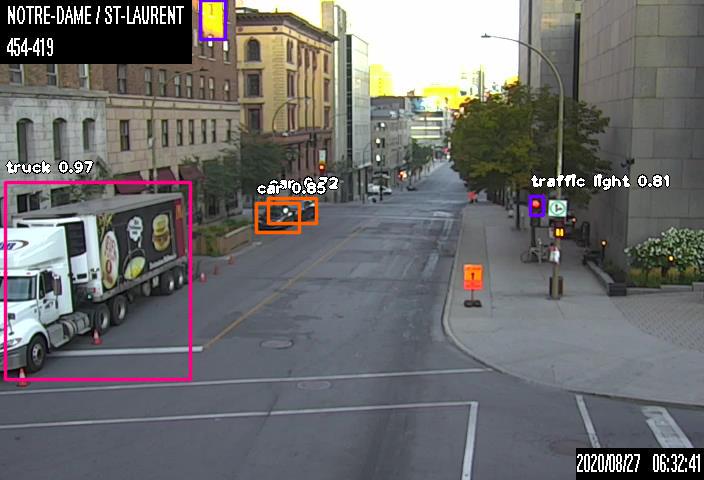 NOTRE-DAME / ST-LAURENT
454-419
truck 0.97
car 0.85
traffic light 0.81
2020/08/27 06:32:41